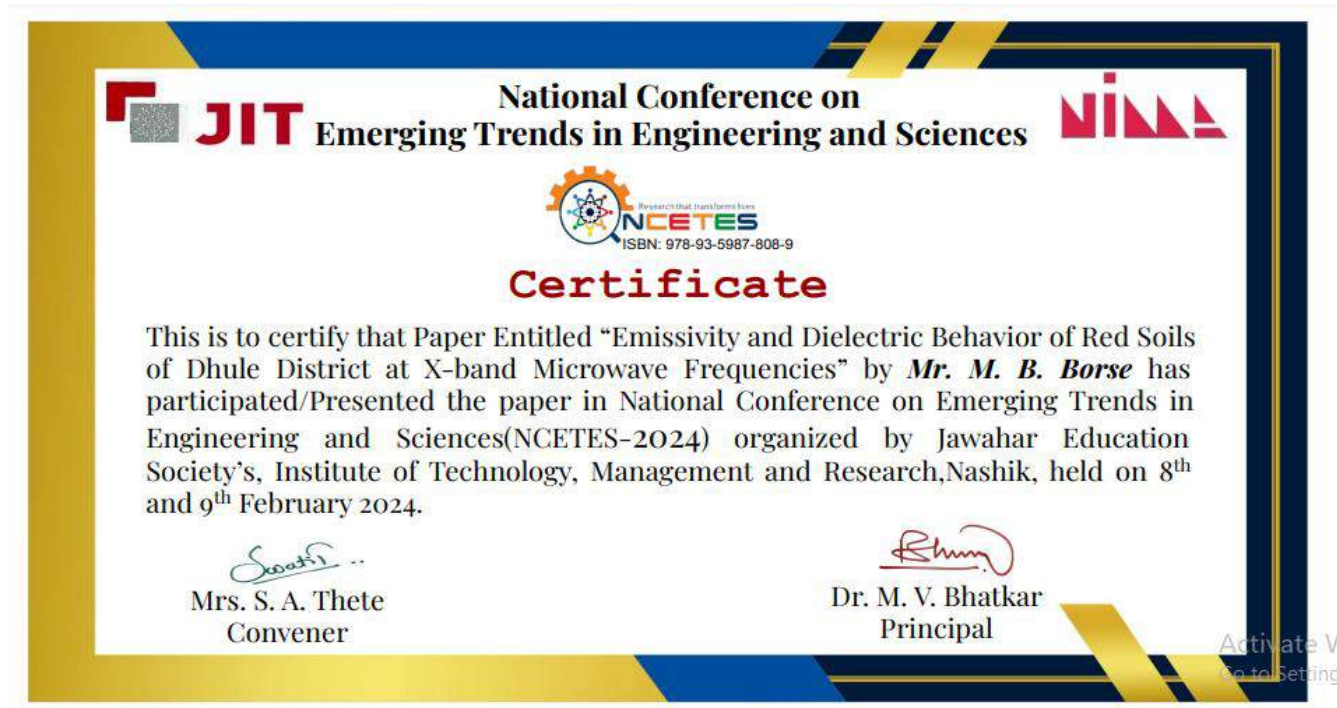 JIT
National Conference on
Emerging Trends in Engineering and Sciences
NiMA
Research that transforms lives
NCETES
ISBN: 978-93-5987-808-9
Certificate
This is to certify that Paper Entitled “Emissivity and Dielectric Behavior of Red Soils
of Dhule District at X-band Microwave Frequencies” by Mr. M. B. Borse has
participated/Presented the paper in National Conference on Emerging Trends in
Engineering and Sciences(NCETES-2024) organized by Jawahar Education
Society’s, Institute of Technology, Management and Research,Nashik, held on 8th
and 9th February 2024.
Mrs. S. A. Thete
Convener
Dr. M. V. Bhatkar
Principal
Activate
Go to Setting